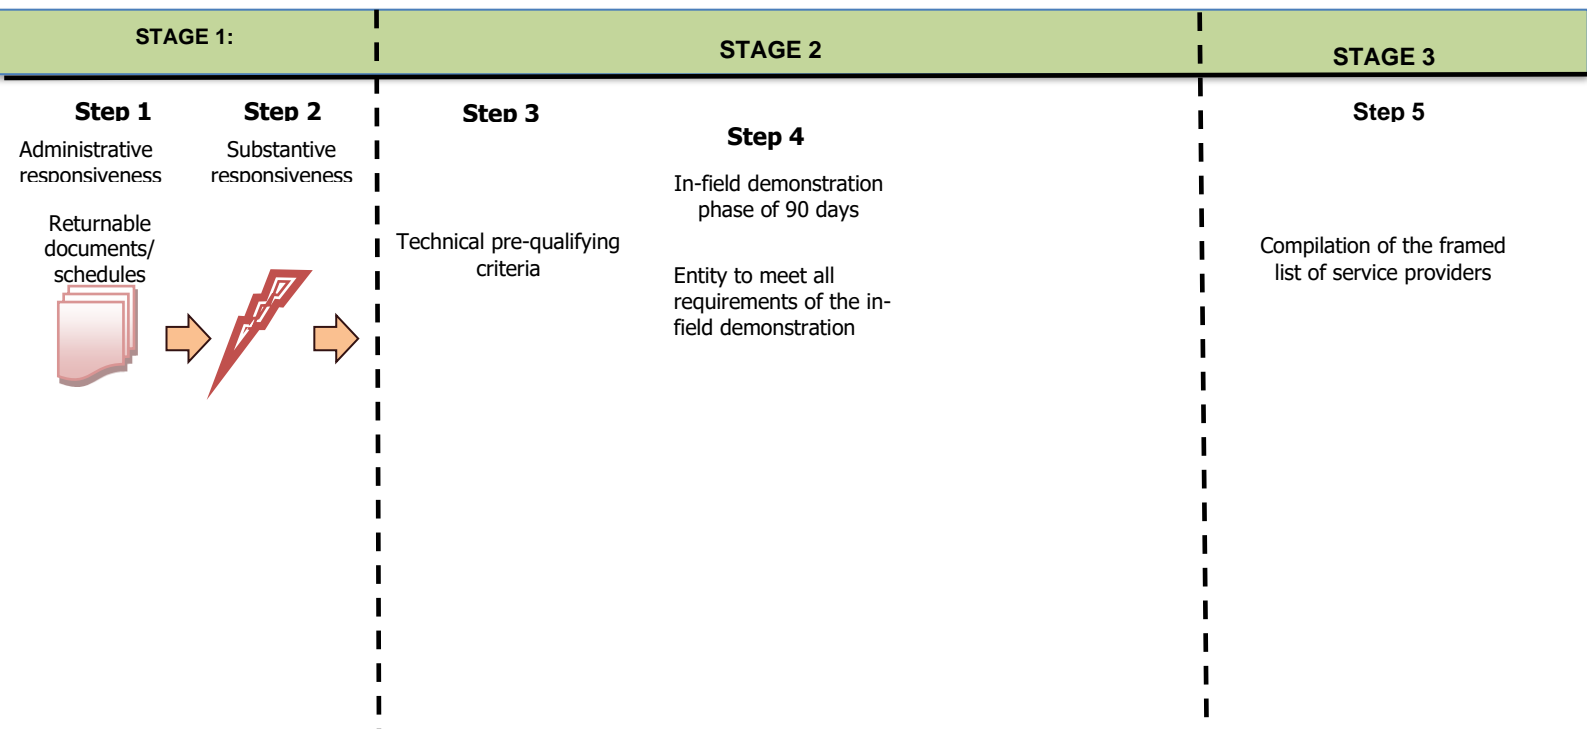 STAGE 1:
STAGE 2
STAGE 3
Step 1
Administrative
responsiveness
Returnable
documents/
schedules
Step 2
Substantive
responsiveness
Step 3
Technical pre-qualifying
criteria
Step 4
In-field demonstration
phase of 90 days
Entity to meet all
requirements of the in-
field demonstration
Step 5
Compilation of the framed
list of service providers